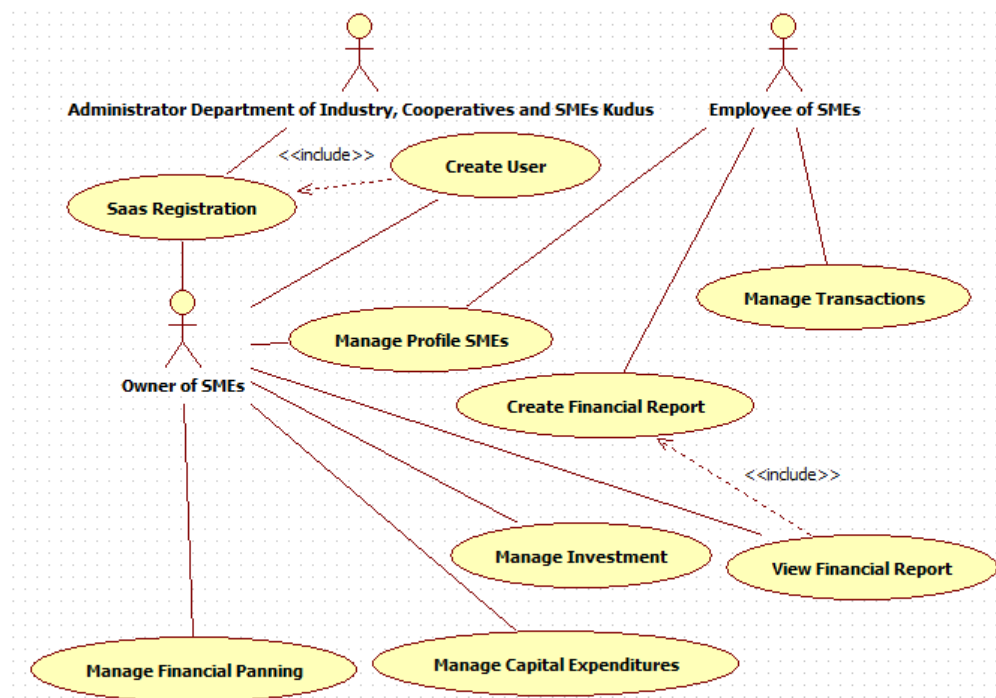 Administrator Department of Industry, Cooperatives and SMEs Kudus
Employee of SMEs
<<include>>
Create User
Saas Registration
Manage Transactions
Manage Profile SMEs
Owner of SMEs
Create Financial Report
<<include>>
Manage Investment
View Financial Report
Manage Financial Panning
Manage Capital Expenditures